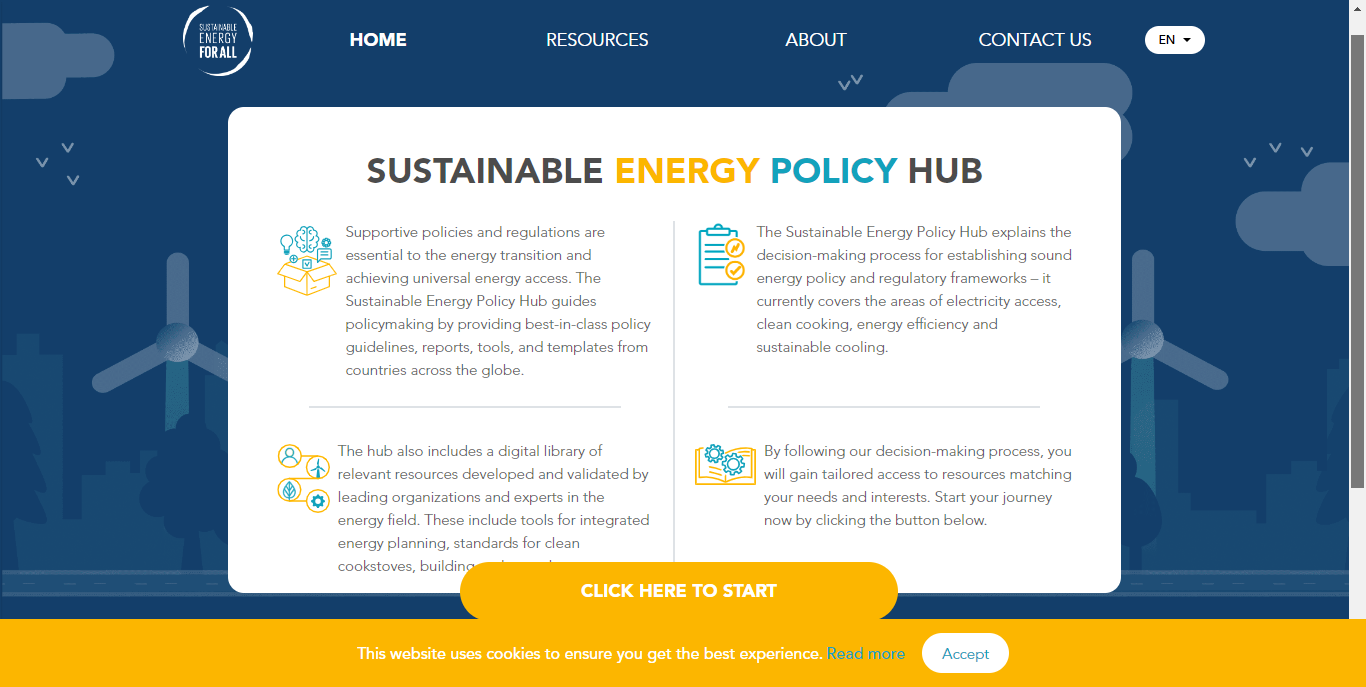 SUSTAINABLE
ENERGY
FOR ALL
HOME
RESOURCES
ABOUT
CONTACT US
EN
SUSTAINABLE ENERGY POLICY HUB
Supportive policies and regulations are
essential to the energy transition and
achieving universal energy access. The
Sustainable Energy Policy Hub guides
policymaking by providing best-in-class policy
guidelines, reports, tools, and templates from
countries across the globe.
The Sustainable Energy Policy Hub explains the
decision-making process for establishing sound
energy policy and regulatory frameworks – it
currently covers the areas of electricity access,
clean cooking, energy efficiency and
sustainable cooling.
The hub also includes a digital library of
relevant resources developed and validated by
leading organizations and experts in the
energy field. These include tools for integrated
energy planning, standards for clean
cookstoves, building
By following our decision-making process, you
will gain tailored access to resources matching
your needs and interests. Start your journey
now by clicking the button below.
CLICK HERE TO START
This website uses cookies to ensure you get the best experience. Read more
Accept